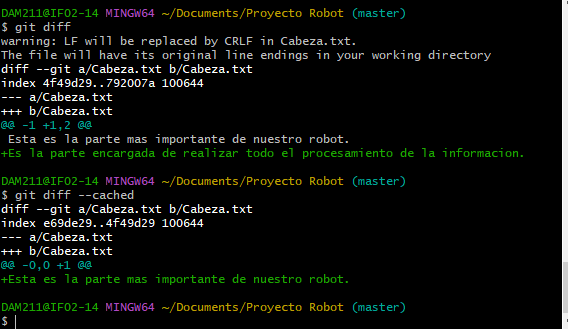 DAM211@IFO2-14 MINGW64 ~/Documents/Proyecto Robot (master)
$ git diff
warning: LF will be replaced by CRLF in Cabeza.txt.
The file will have its original line endings in your working directory
diff --git a/Cabeza.txt b/Cabeza.txt
index 4f49d29..792007a 100644
--- a/Cabeza.txt
+++ b/Cabeza.txt
@@ -1 +1,2 @@
 Esta es la parte mas importante de nuestro robot.
+Es la parte encargada de realizar todo el procesamiento de la informacion.
DAM211@IFO2-14 MINGW64 ~/Documents/Proyecto Robot (master)
$ git diff --cached
diff --git a/Cabeza.txt b/Cabeza.txt
index e69de29..4f49d29 100644
--- a/Cabeza.txt
+++ b/Cabeza.txt
@@ -0,0 +1 @@
+Esta es la parte mas importante de nuestro robot.
DAM211@IFO2-14 MINGW64 ~/Documents/Proyecto Robot (master)
$